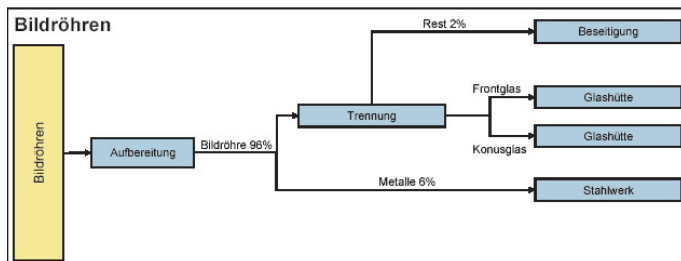 Bildröhren
Rest 2%
Beseitigung
Frontglas
Glashütte
Trennung
Bildröhren
Aufbereitung
Bildröhre 96%
Glashütte
Konusglas
Metalle 6%
Stahlwerk